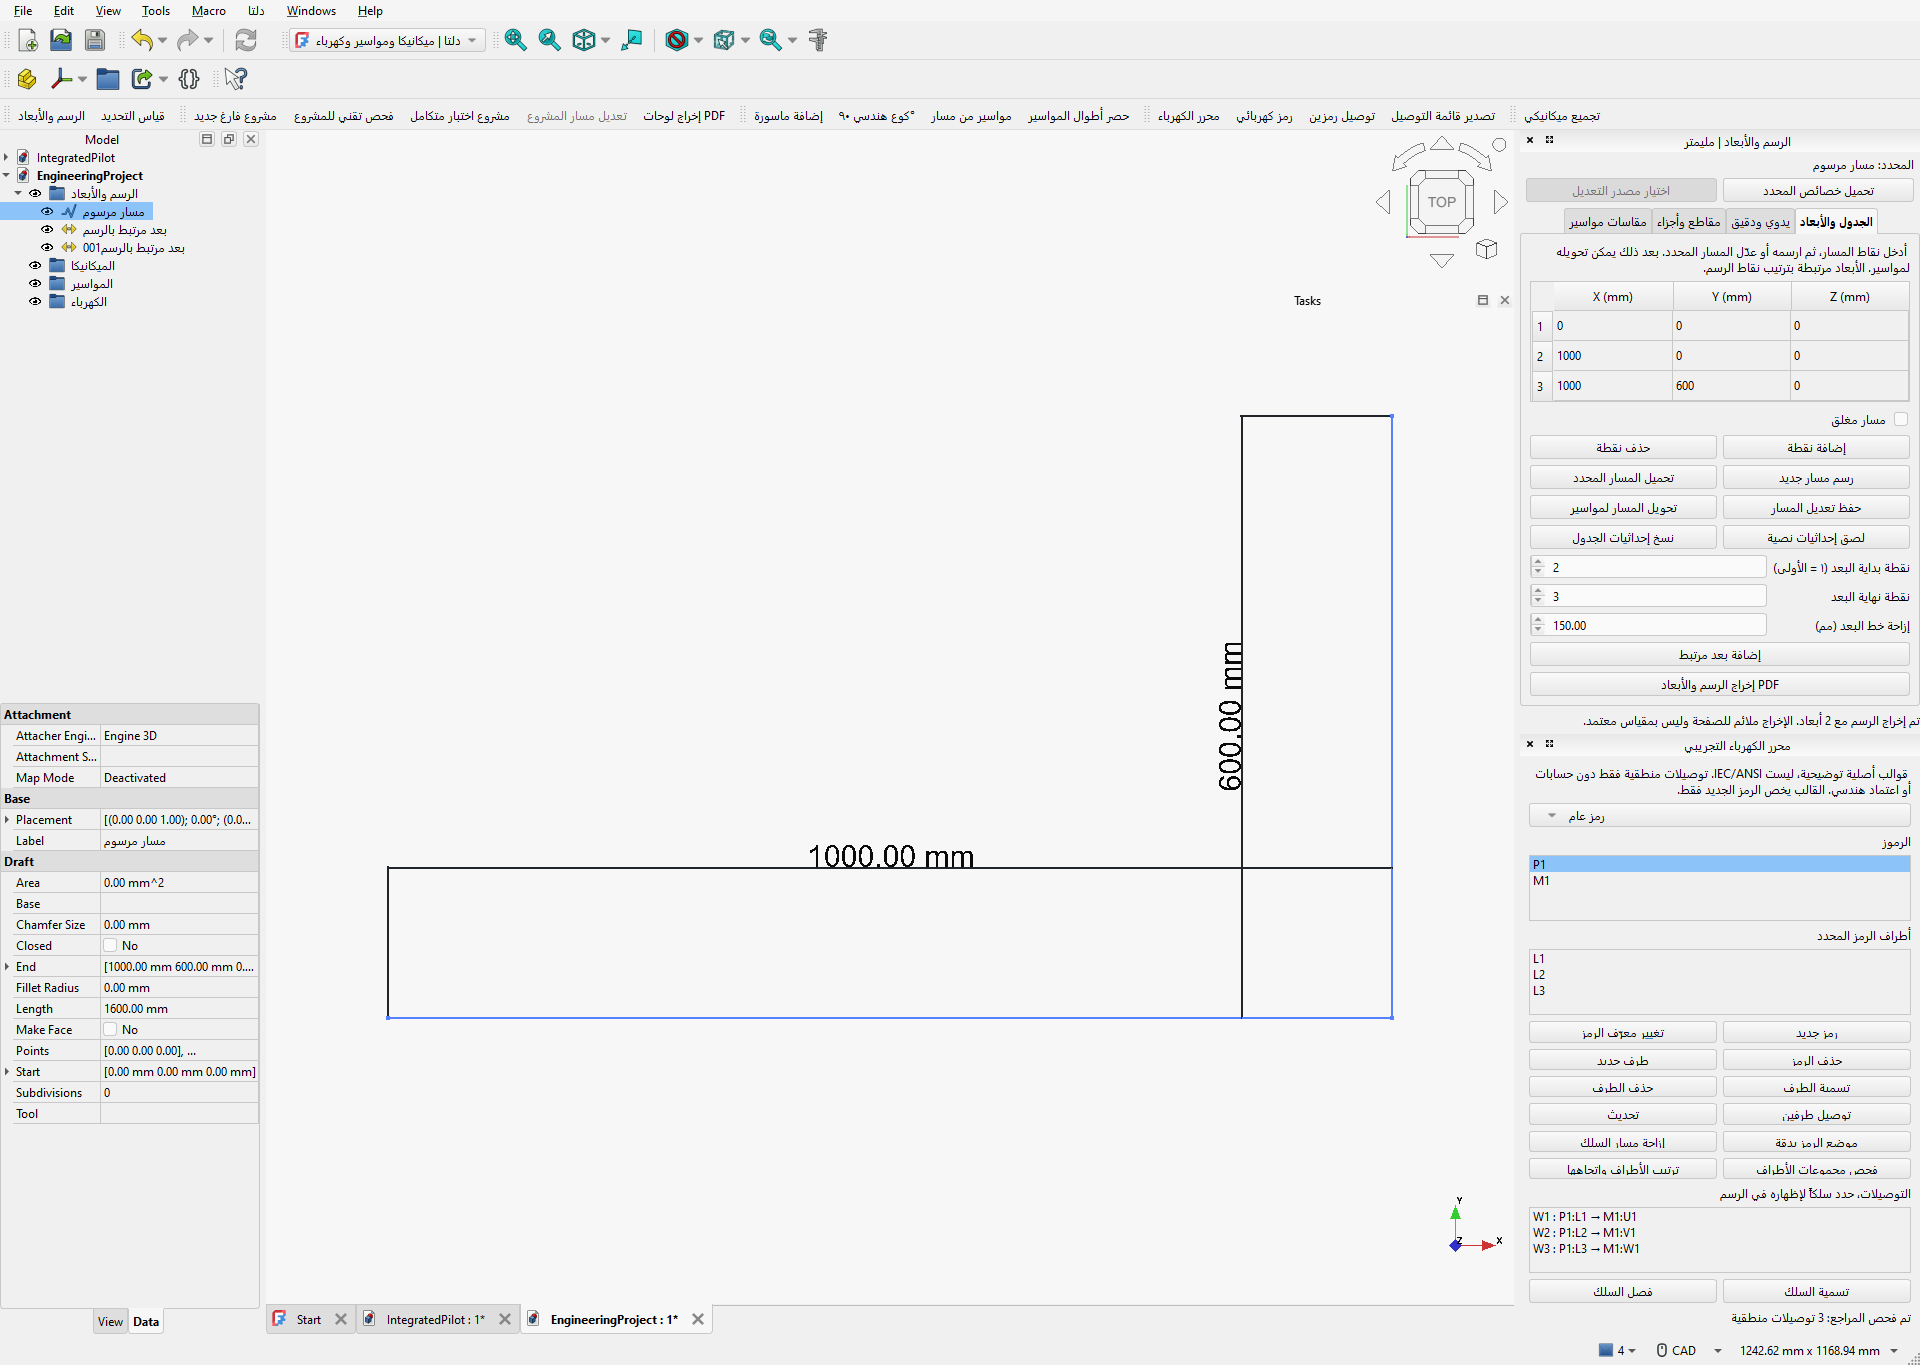 File Edit View Tools Macro دلتا Windows Help
دلتا | ميكانيكا ومواسير وكهرباء
الرسم والأبعاد قياس التحديد مشروع فارغ جديد فحص تقني للمشروع مشروع اختبار متكامل تعديل مسار المشروع إخراج لوحات PDF إضافة ماسورة كوع هندسي ٩٠° مواسير من مسار حصر أطوال المواسير محرر الكهرباء رمز كهربائي توصيل رمزين تصدير قائمة التوصيل تجميع ميكانيكي
Model
IntegratedPilot
EngineeringProject
الرسم والأبعاد
مسار مرسوم
بعد مرتبط بالرسم
بعد مرتبط بالرسم001
الميكانيكا
المواسير
الكهرباء
Attachment
Attacher Engi... Engine 3D
Attachment S...
Map Mode Deactivated
Base
Placement [(0.00 0.00 1.00); 0.00°; (0.0...
Label مسار مرسوم
Draft
Area 0.00 mm^2
Base
Chamfer Size 0.00 mm
Closed No
End [1000.00 mm 600.00 mm 0....
Fillet Radius 0.00 mm
Length 1600.00 mm
Make Face No
Points [0.00 0.00 0.00], ...
Start [0.00 mm 0.00 mm 0.00 mm]
Subdivisions 0
Tool
View Data
TOP
Tasks
600.00 mm
1000.00 mm
Y
Z
X
Start IntegratedPilot : 1* EngineeringProject : 1*
الرسم والأبعاد | مليمتر
المحدد: مسار مرسوم
تحميل خصائص المحدد اختيار مصدر التعديل
الجدول والأبعاد يدوي ودقيق مقاطع وأجزاء مقاسات مواسير
أدخل نقاط المسار، ثم ارسمه أو عدّل المسار المحدد. بعد ذلك يمكن تحويله
لمواسير. الأبعاد مرتبطة بترتيب نقاط الرسم.
X (mm) Y (mm) Z (mm)
1 0 0 0
2 1000 0 0
3 1000 600 0
مسار مغلق
إضافة نقطة حذف نقطة
رسم مسار جديد تحميل المسار المحدد
حفظ تعديل المسار تحويل المسار لمواسير
لصق إحداثيات نصية نسخ إحداثيات الجدول
نقطة بداية البعد (١ = الأولى) 2
نقطة نهاية البعد 3
إزاحة خط البعد (مم) 150.00
إضافة بعد مرتبط
إخراج الرسم والأبعاد PDF
تم إخراج الرسم مع 2 أبعاد. الإخراج ملائم للصفحة وليس بمقياس معتمد.
محرر الكهرباء التجريبي
قوالب أصلية توضيحية، ليست IEC/ANSI. توصيلات منطقية فقط دون حسابات
أو اعتماد هندسي. القالب يخص الرمز الجديد فقط.
رمز عام
الرموز
P1
M1
أطراف الرمز المحدد
L1
L2
L3
رمز جديد تغيير معرّف الرمز
حذف الرمز طرف جديد
تسمية الطرف حذف الطرف
توصيل طرفين تحديث
موضع الرمز بدقة إزاحة مسار السلك
فحص مجموعات الأطراف ترتيب الأطراف واتجاهها
التوصيلات، حدد سلكاً لإظهاره في الرسم
W1 : P1:L1 → M1:U1
W2 : P1:L2 → M1:V1
W3 : P1:L3 → M1:W1
تسمية السلك فصل السلك
تم فحص المراجع: 3 توصيلات منطقية
4 CAD 1242.62 mm x 1168.94 mm